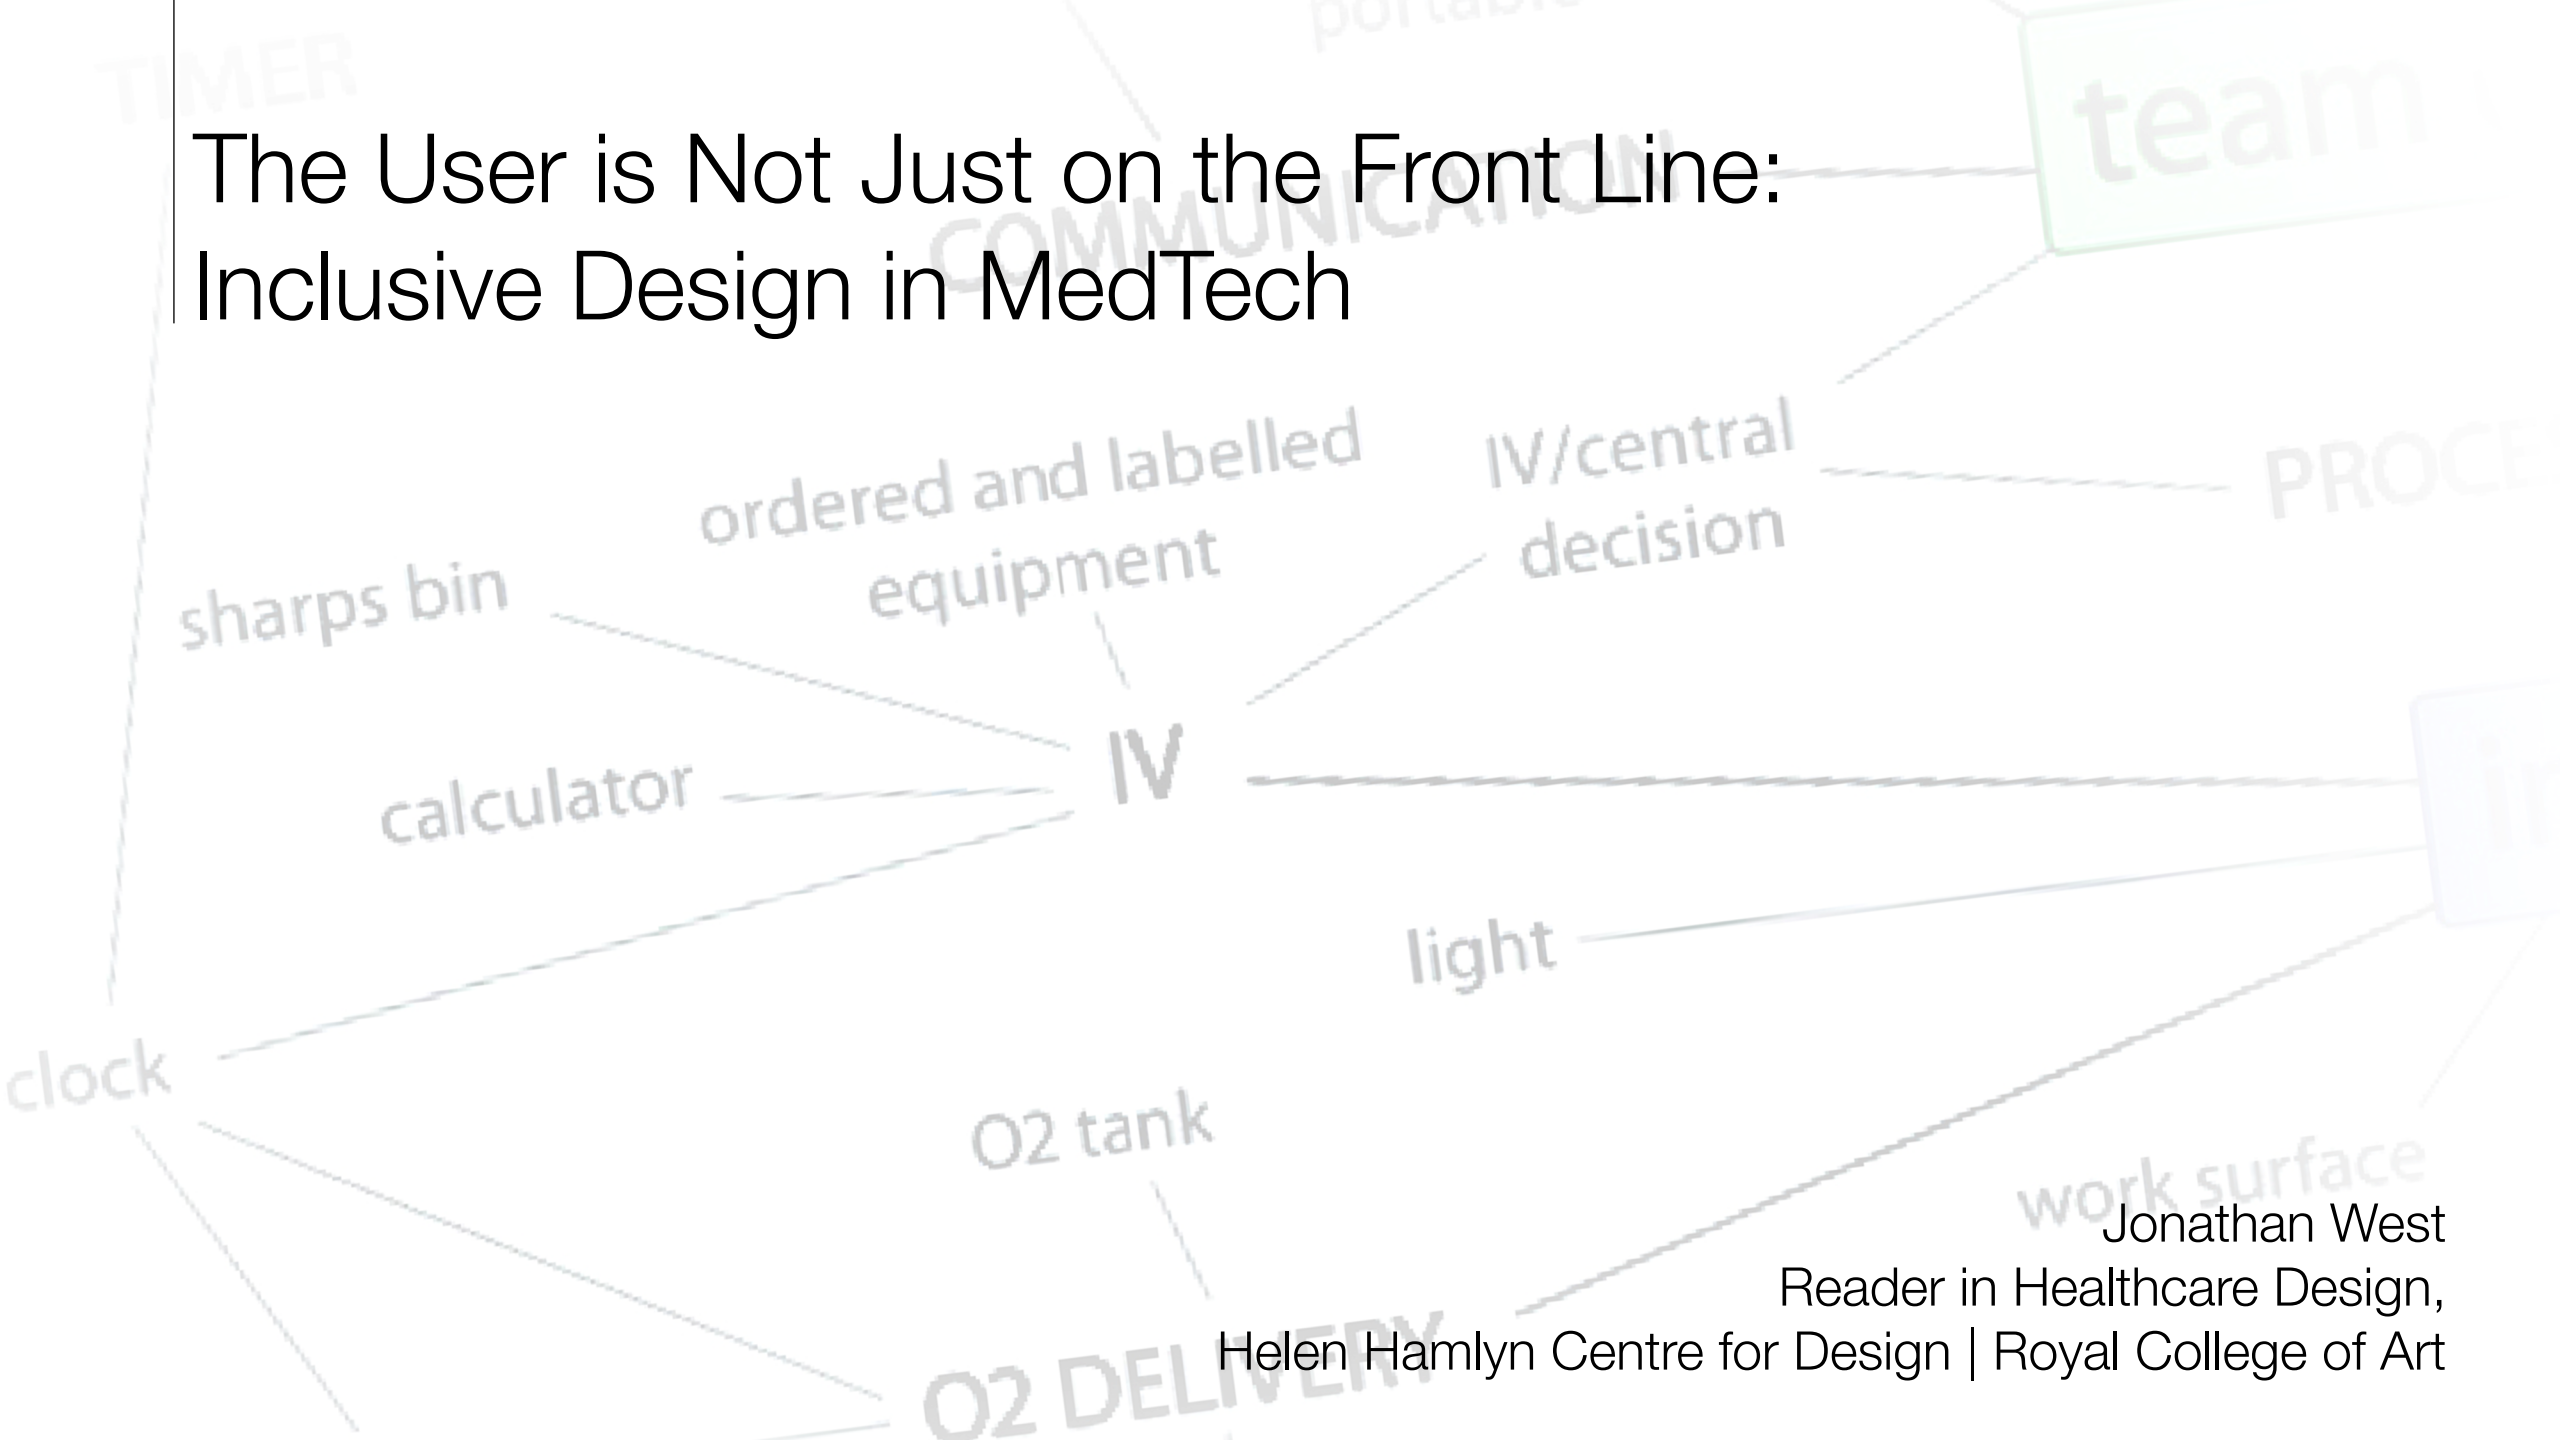 portable
TIMER
team
The User is Not Just on the Front Line:
COMMUNICATION
Inclusive Design in MedTech
ordered and labelled
equipment
IV/central
decision
sharps bin
IV
calculator
light
clock
O2 tank
work surface
Jonathan West
Reader in Healthcare Design,
Helen Hamlyn Centre for Design | Royal College of Art
O2 DELIVERY